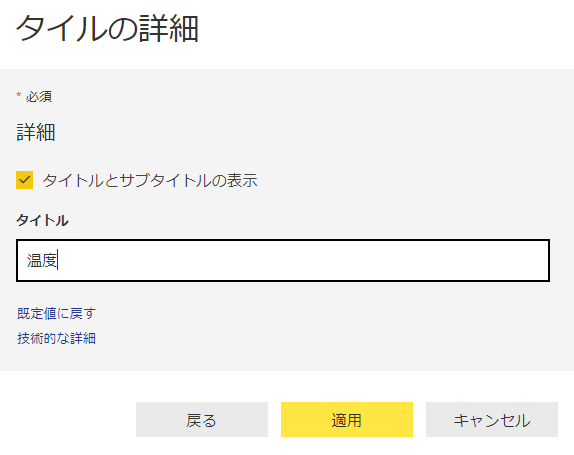 タイルの詳細
* 必須
詳細
タイトルとサブタイトルの表示
タイトル
温度
既定値に戻す
技術的な詳細
戻る 適用 キャンセル